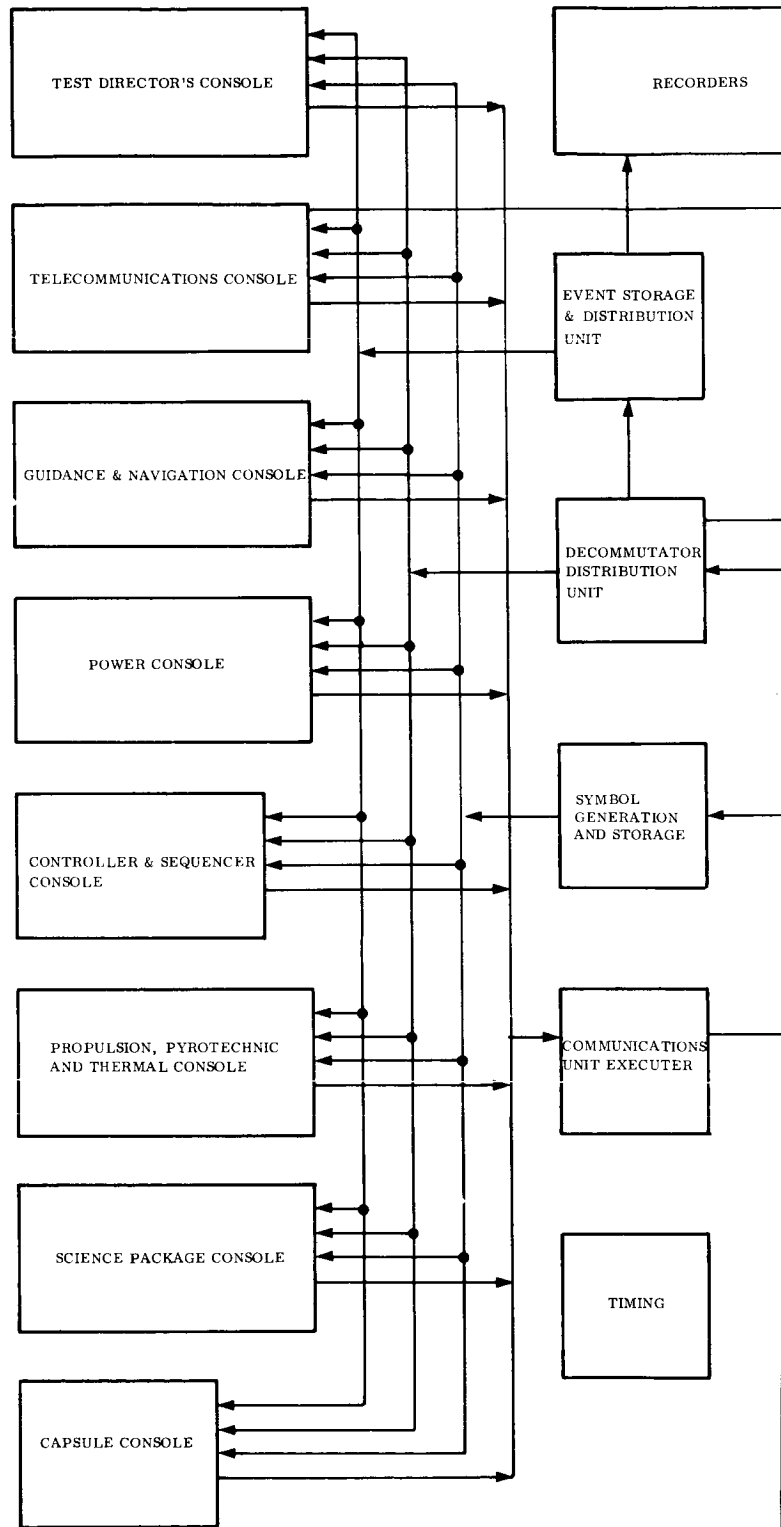 TEST DIRECTOR'S CONSOLE
RECORDERS
TELECOMMUNICATIONS CONSOLE
EVENT STORAGE
& DISTRIBUTION
UNIT
GUIDANCE & NAVIGATION CONSOLE
DECOMMUTATOR
DISTRIBUTION
UNIT
POWER CONSOLE
SYMBOL
GENERATION
AND STORAGE
CONTROLLER & SEQUENCER
CONSOLE
PROPULSION, PYROTECHNIC
AND THERMAL CONSOLE
COMMUNICATIONS
UNIT EXECUTER
SCIENCE PACKAGE CONSOLE
TIMING
CAPSULE CONSOLE